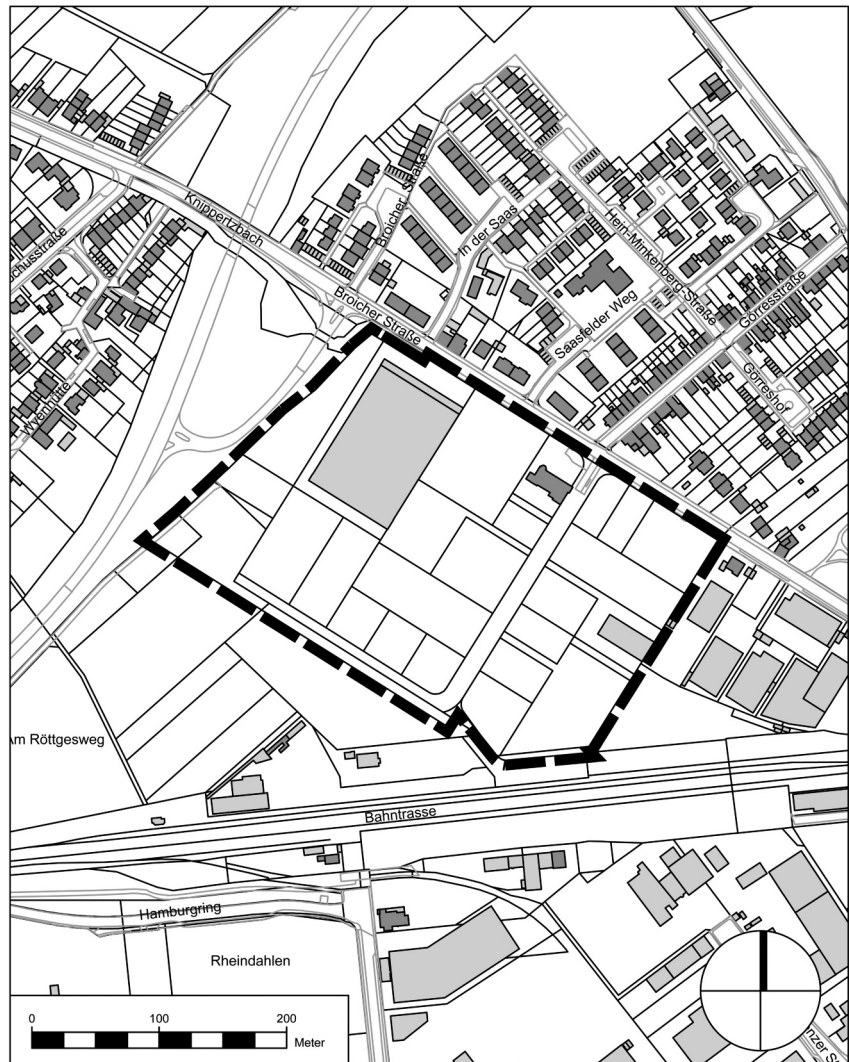 Knippertzbach
Broicher Straße
In der Saas
Hein-Minkenberg-Straße
Görresstraße
Saasfelder Weg
Görreshof
Broicher Straße
Am Röttgesweg
Bahntrasse
Hamburgring
Rheindahlen
0 100 200
Meter